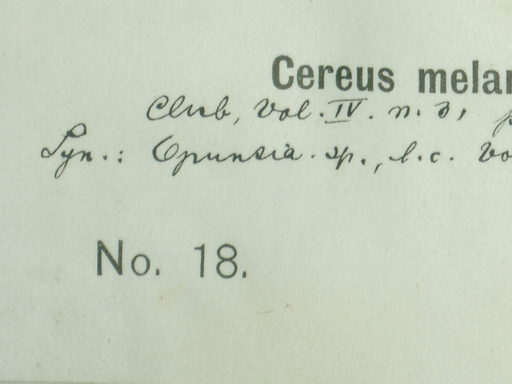 Cereus melan
Club, Vol. IV. n. 3, p
Syn.: Opuntia. sp., l.c. Vo
No. 18.